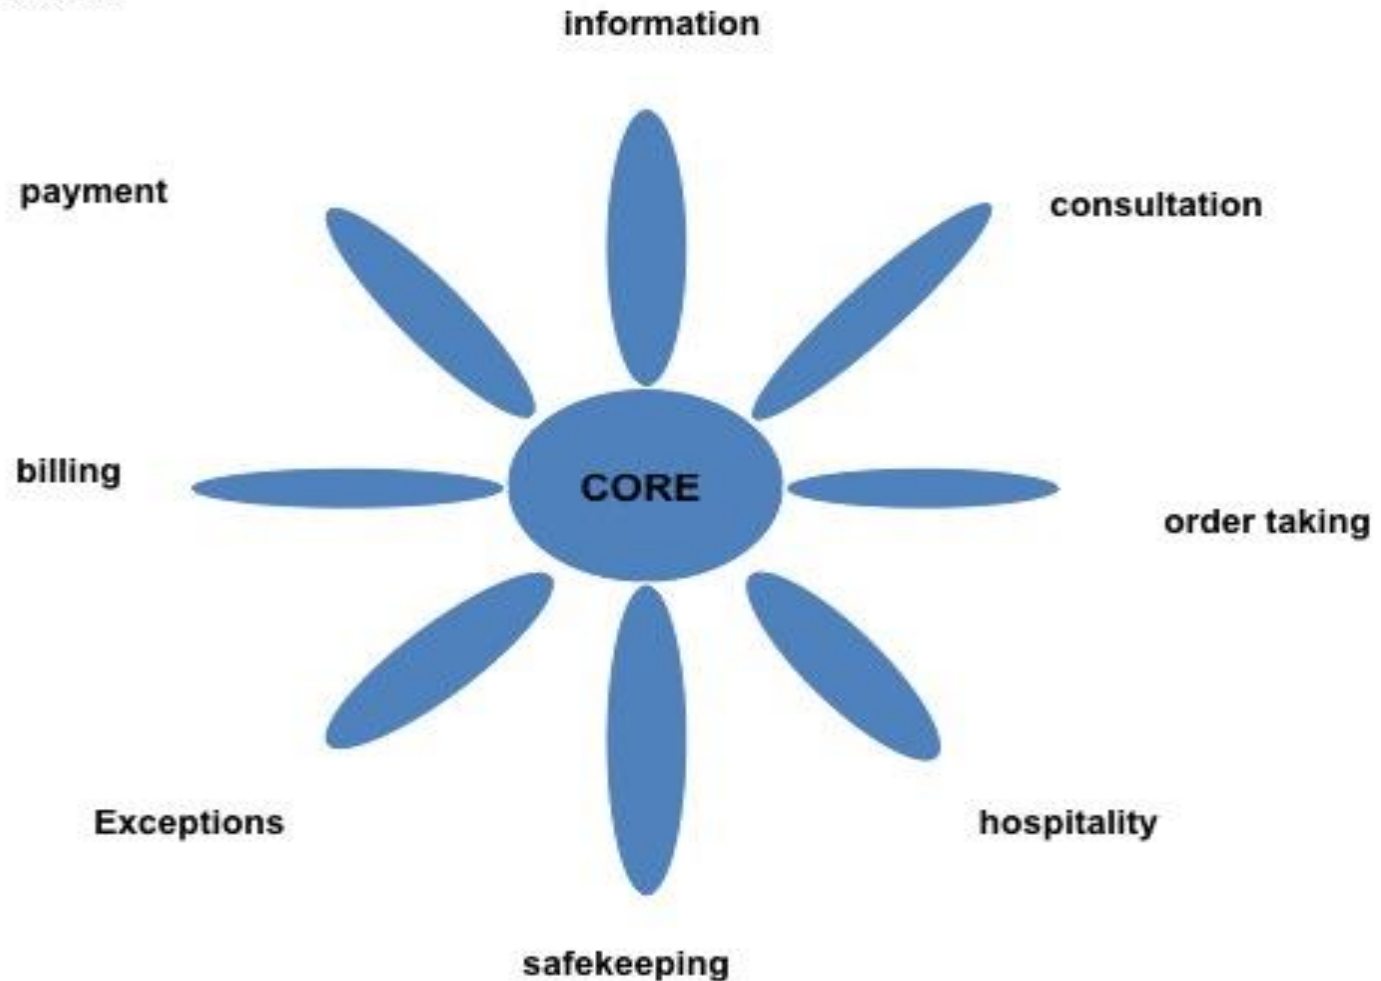 information
payment
consultation
CORE
billing
order taking
Exceptions
hospitality
safekeeping